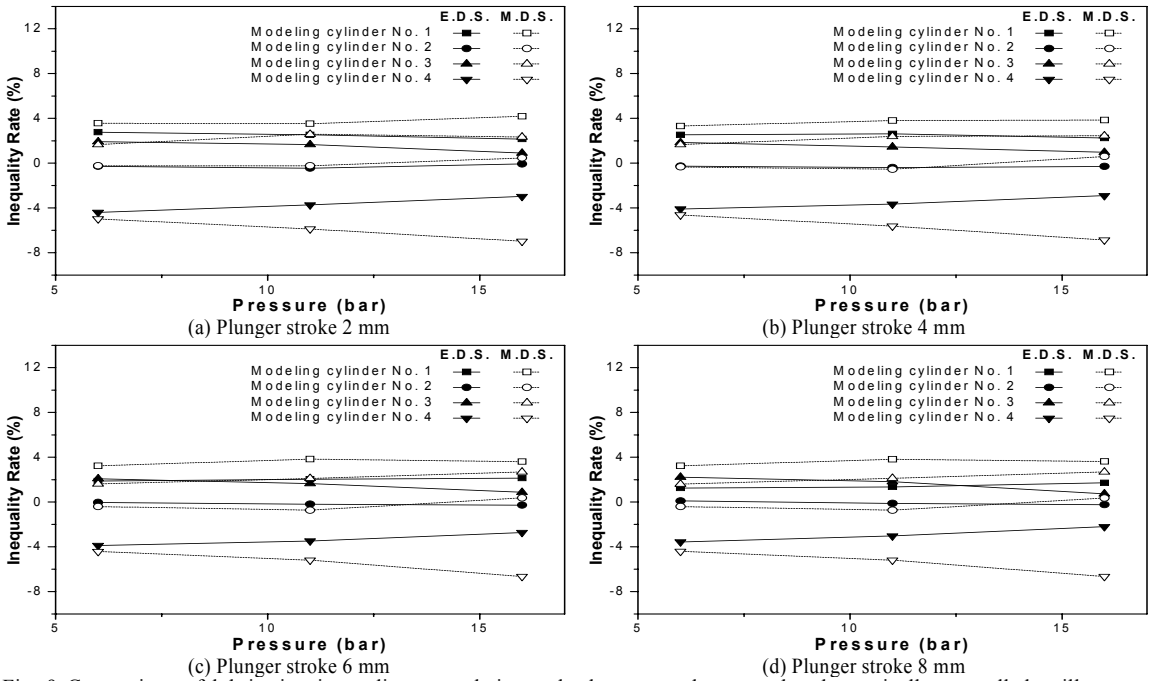 E.D.S. M.D.S.
Modeling cylinder No. 1
Modeling cylinder No. 2
Modeling cylinder No. 3
Modeling cylinder No. 4
12
8
4
0
-4
-8
Inequality Rate (%)
5 10 15
Pressure (bar)
(a) Plunger stroke 2 mm
E.D.S. M.D.S.
Modeling cylinder No. 1
Modeling cylinder No. 2
Modeling cylinder No. 3
Modeling cylinder No. 4
12
8
4
0
-4
-8
Inequality Rate (%)
5 10 15
Pressure (bar)
(b) Plunger stroke 4 mm
E.D.S. M.D.S.
Modeling cylinder No. 1
Modeling cylinder No. 2
Modeling cylinder No. 3
Modeling cylinder No. 4
12
8
4
0
-4
-8
Inequality Rate (%)
5 10 15
Pressure (bar)
(c) Plunger stroke 6 mm
E.D.S. M.D.S.
Modeling cylinder No. 1
Modeling cylinder No. 2
Modeling cylinder No. 3
Modeling cylinder No. 4
12
8
4
0
-4
-8
Inequality Rate (%)
5 10 15
Pressure (bar)
(d) Plunger stroke 8 mm